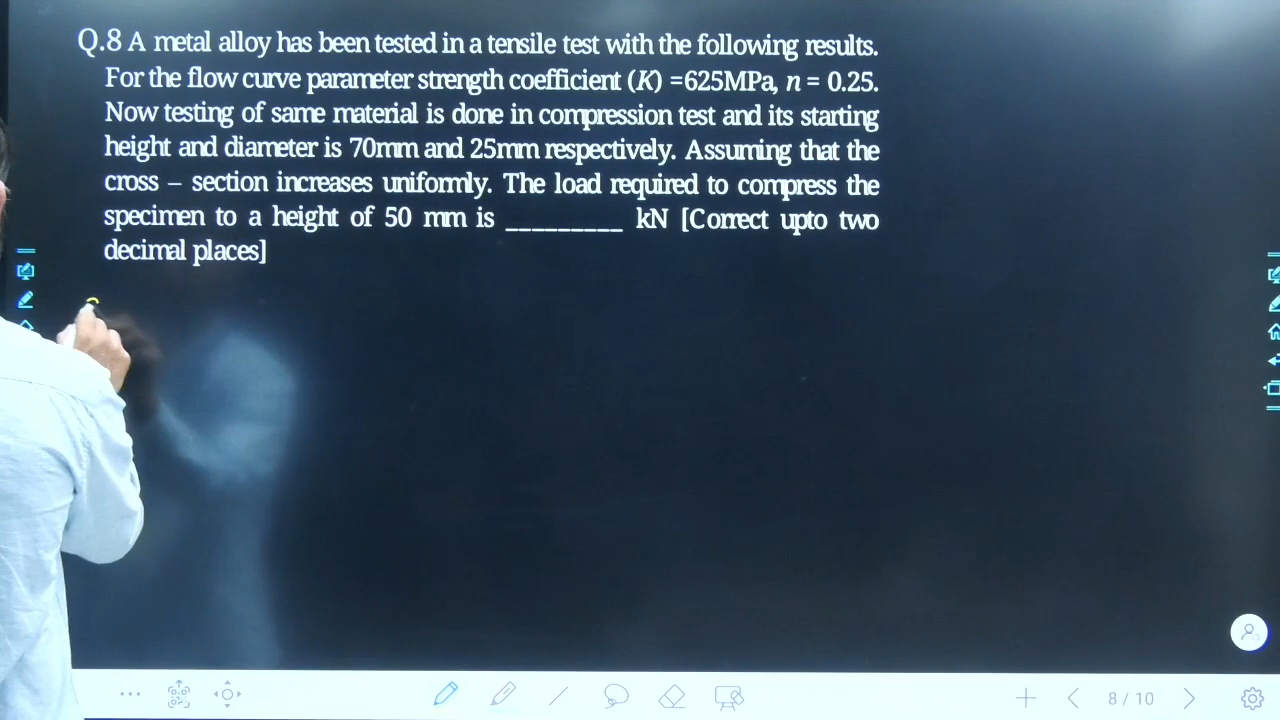 Q.8 A metal alloy has been tested in a tensile test with the following results.
For the flow curve parameter strength coefficient (K) =625MPa, n = 0.25.
Now testing of same material is done in compression test and its starting
height and diameter is 70mm and 25mm respectively. Assuming that the
cross – section increases uniformly. The load required to compress the
specimen to a height of 50 mm is _________ kN [Correct upto two
decimal places]
8 / 10